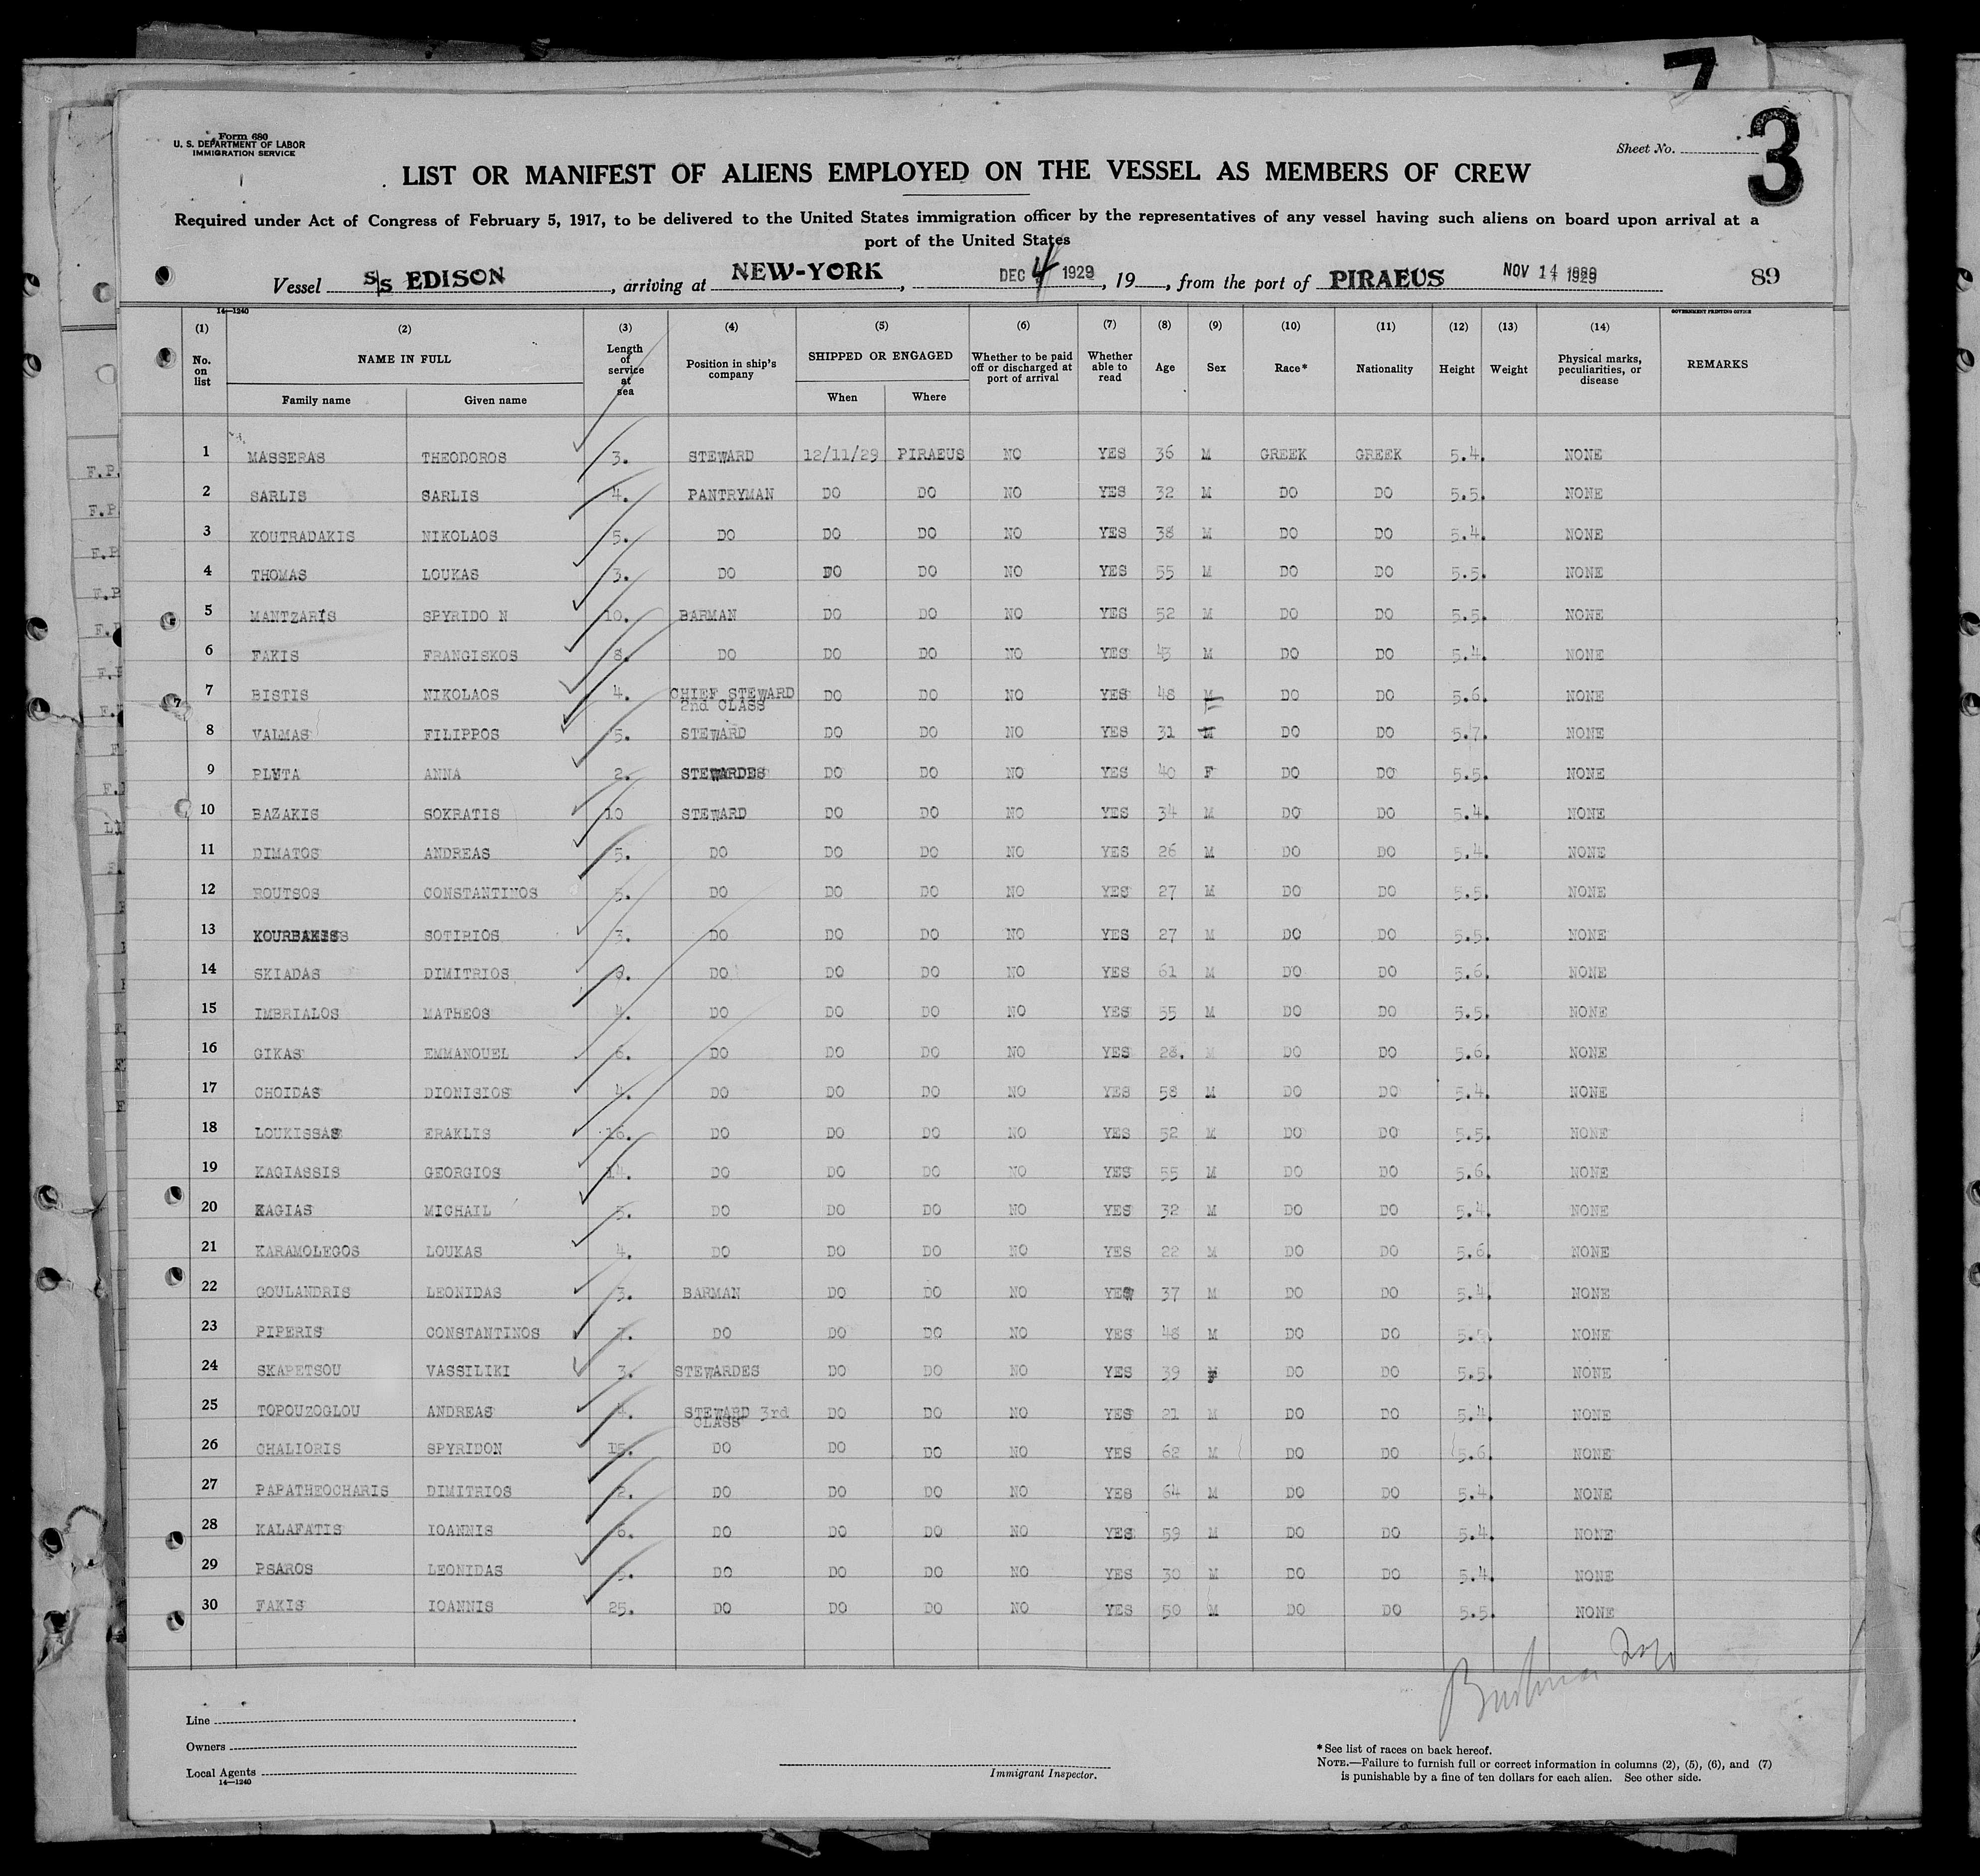 7
3
Form 680
U. S. DEPARTMENT OF LABOR
IMMIGRATION SERVICE
Sheet No.
LIST OR MANIFEST OF ALIENS EMPLOYED ON THE VESSEL AS MEMBERS OF CREW
Required under Act of Congress of February 5, 1917, to be delivered to the United States immigration officer by the representatives of any vessel having such aliens on board upon arrival at a
port of the United States
Vessel S/S EDISON, arriving at NEW-YORK, DEC 4 1929, 19, from the port of PIRAEUS NOV 14 1929 89
14-1240 GOVERNMENT PRINTING OFFICE
(1) (2) (3) (4) (5) (6) (7) (8) (9) (10) (11) (12) (13) (14)
No. on list NAME IN FULL Length of service at sea Position in ship's company SHIPPED OR ENGAGED Whether to be paid off or discharged at port of arrival Whether able to read Age Sex Race* Nationality Height Weight Physical marks, peculiarities, or disease REMARKS
Family name Given name When Where
1 MASSERAS THEODOROS 3. STEWARD 12/11/29 PIRAEUS NO YES 36 M GREEK GREEK 5.4. NONE
2 SARLIS SARLIS 4. PANTRYMAN DO DO NO YES 32 M DO DO 5.5. NONE
3 KOUTRADAKIS NIKOLAOS 5. DO DO DO NO YES 38 M DO DO 5.4. NONE
4 THOMAS LOUKAS 3. DO DO DO NO YES 55 M DO DO 5.5. NONE
5 MANTZARIS SPYRIDO N 10. BARMAN DO DO NO YES 52 M DO DO 5.5. NONE
6 FAKIS FRANGISKOS 8. DO DO DO NO YES 43 M DO DO 5.4. NONE
7 BISTIS NIKOLAOS 4. CHIEF STEWARD 2nd CLASS DO DO NO YES 48 M DO DO 5.6. NONE
8 VALMAS FILIPPOS 5. STEWARD DO DO NO YES 31 M DO DO 5.7. NONE
9 PLYTA ANNA 2. STEWARDES DO DO NO YES 40 F DO DO 5.5. NONE
10 BAZAKIS SOKRATIS 10 STEWARD DO DO NO YES 34 M DO DO 5.4. NONE
11 DIMATOS ANDREAS 5. DO DO DO NO YES 26 M DO DO 5.4. NONE
12 ROUTSOS CONSTANTINOS 5. DO DO DO NO YES 27 M DO DO 5.5. NONE
13 SOTIRIOS 3. DO DO DO NO YES 27 M DO DO 5.5. NONE
14 SKIADAS DIMITRIOS DO DO DO NO YES 61 M DO DO 5.6. NONE
15 IMBRIALOS MATHEOS 4. DO DO DO NO YES 55 M DO DO 5.5. NONE
16 GIKAS EMMANOUEL 6. DO DO DO NO YES 28. M DO DO 5.6. NONE
17 CHOIDAS DIONISIOS 4. DO DO DO NO YES 58 M DO DO 5.4. NONE
18 LOUKISSAS ERAKLIS 16. DO DO DO NO YES 52 M DO DO 5.5. NONE
19 KAGIASSIS GEORGIOS 14. DO DO DO NO YES 55 M DO DO 5.6. NONE
20 KAGIAS MICHAIL 5. DO DO DO NO YES 32 M DO DO 5.4. NONE
21 KARAMOLEGOS LOUKAS 4. DO DO DO NO YES 22 M DO DO 5.6. NONE
22 GOULANDRIS LEONIDAS 3. BARMAN DO DO NO YES 37 M DO DO 5.4. NONE
23 PIPERIS CONSTANTINOS 7. DO DO DO NO YES 48 M DO DO 5.5. NONE
24 SKAPETSOU VASSILIKI 3. STEWARDES DO DO NO YES 39 F DO DO 5.5. NONE
25 TOPOUZOGLOU ANDREAS 4. STEWARD 3rd CLASS DO DO NO YES 21 M DO DO 5.4. NONE
26 CHALIORIS SPYRIDON 15. DO DO DO NO YES 62 M DO DO 5.6. NONE
27 PAPATHEOCHARIS DIMITRIOS 2. DO DO DO NO YES 64 M DO DO 5.4. NONE
28 KALAFATIS IOANNIS 6. DO DO DO NO YES 59 M DO DO 5.4. NONE
29 PSAROS LEONIDAS 5. DO DO DO NO YES 30 M DO DO 5.4. NONE
30 FAKIS IOANNIS 25. DO DO DO NO YES 50 M DO DO 5.5. NONE
Line
Owners
Local Agents
14-1240
Immigrant Inspector.
*See list of races on back hereof.
NOTE.—Failure to furnish full or correct information in columns (2), (5), (6), and (7)
is punishable by a fine of ten dollars for each alien. See other side.